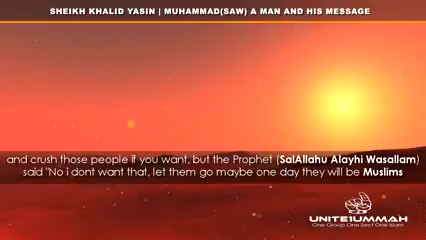 SHEIKH KHALID YASIN | MUHAMMAD(SAW) A MAN AND HIS MESSAGE
and crush those people if you want, but the Prophet (SalAllahu Alayhi Wasallam)
said "No i dont want that, let them go maybe one day they will be Muslims
UNITE1UMMAH
One Group One Sect One Islam